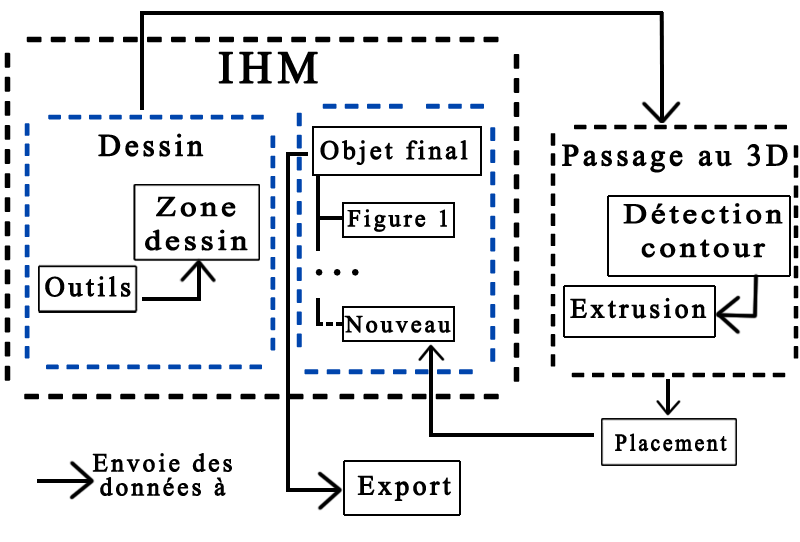 IHM
Dessin
Zone
dessin
Outils
Objet final
Figure 1
...
Nouveau
Passage au 3D
Détection
contour
Extrusion
Placement
Envoie des
données à
Export